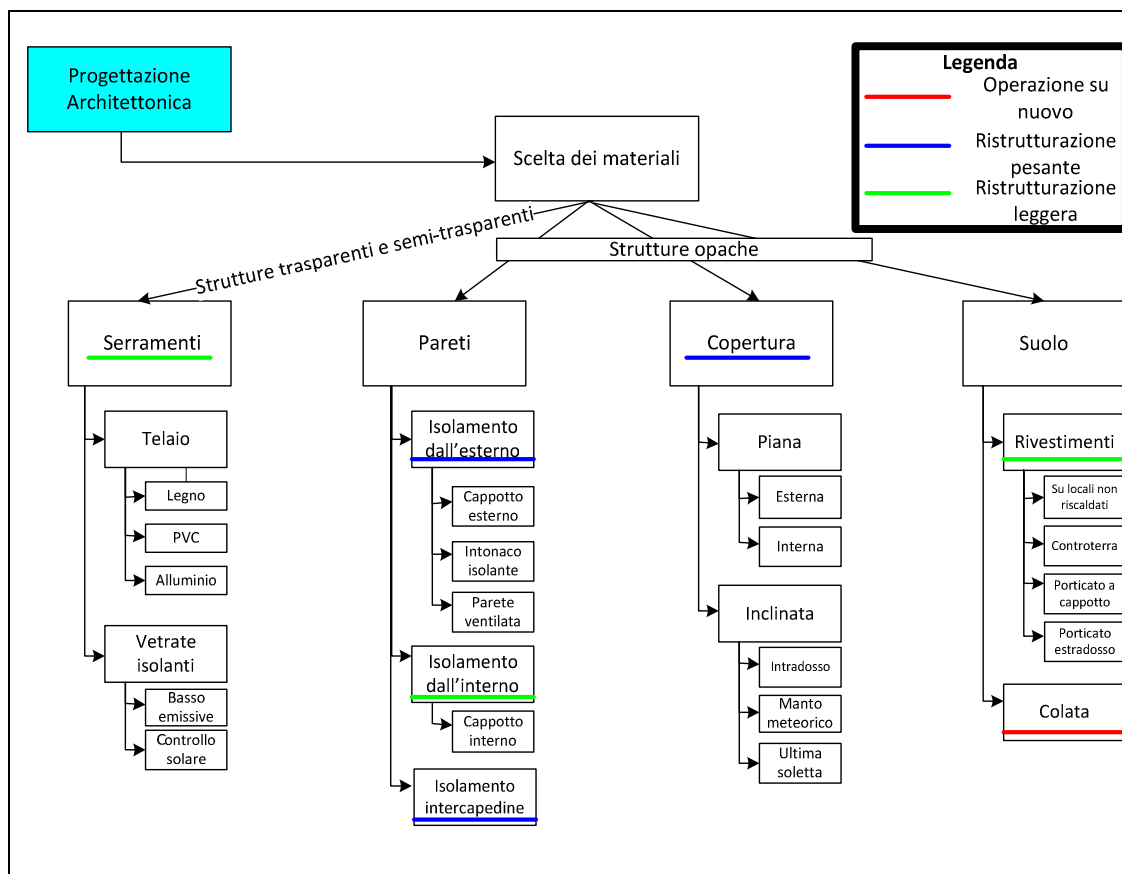 Progettazione
Architettonica
Legenda
Operazione su
nuovo
Ristrutturazione
pesante
Ristrutturazione
leggera
Scelta dei materiali
Strutture trasparenti e semi-trasparenti
Strutture opache
Serramenti
Telaio
Legno
PVC
Alluminio
Vetrate
isolanti
Basso
emissive
Controllo
solare
Pareti
Isolamento
dall'esterno
Cappotto
esterno
Intonaco
isolante
Parete
ventilata
Isolamento
dall'interno
Cappotto
interno
Isolamento
intercapedine
Copertura
Piana
Esterna
Interna
Inclinata
Intradosso
Manto
meteorico
Ultima
soletta
Suolo
Rivestimenti
Su locali non
riscaldati
Controterra
Porticato a
cappotto
Porticato
estradosso
Colata